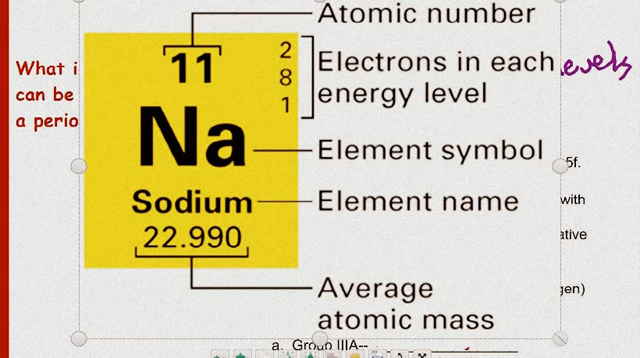 Atomic number
11
2
8
1
Electrons in each
energy level
Na
Element symbol
Sodium
Element name
22.990
Average
atomic mass
What i
can be
a perio
evels
5f.
with
ative
gen)
a. Group IIIA--